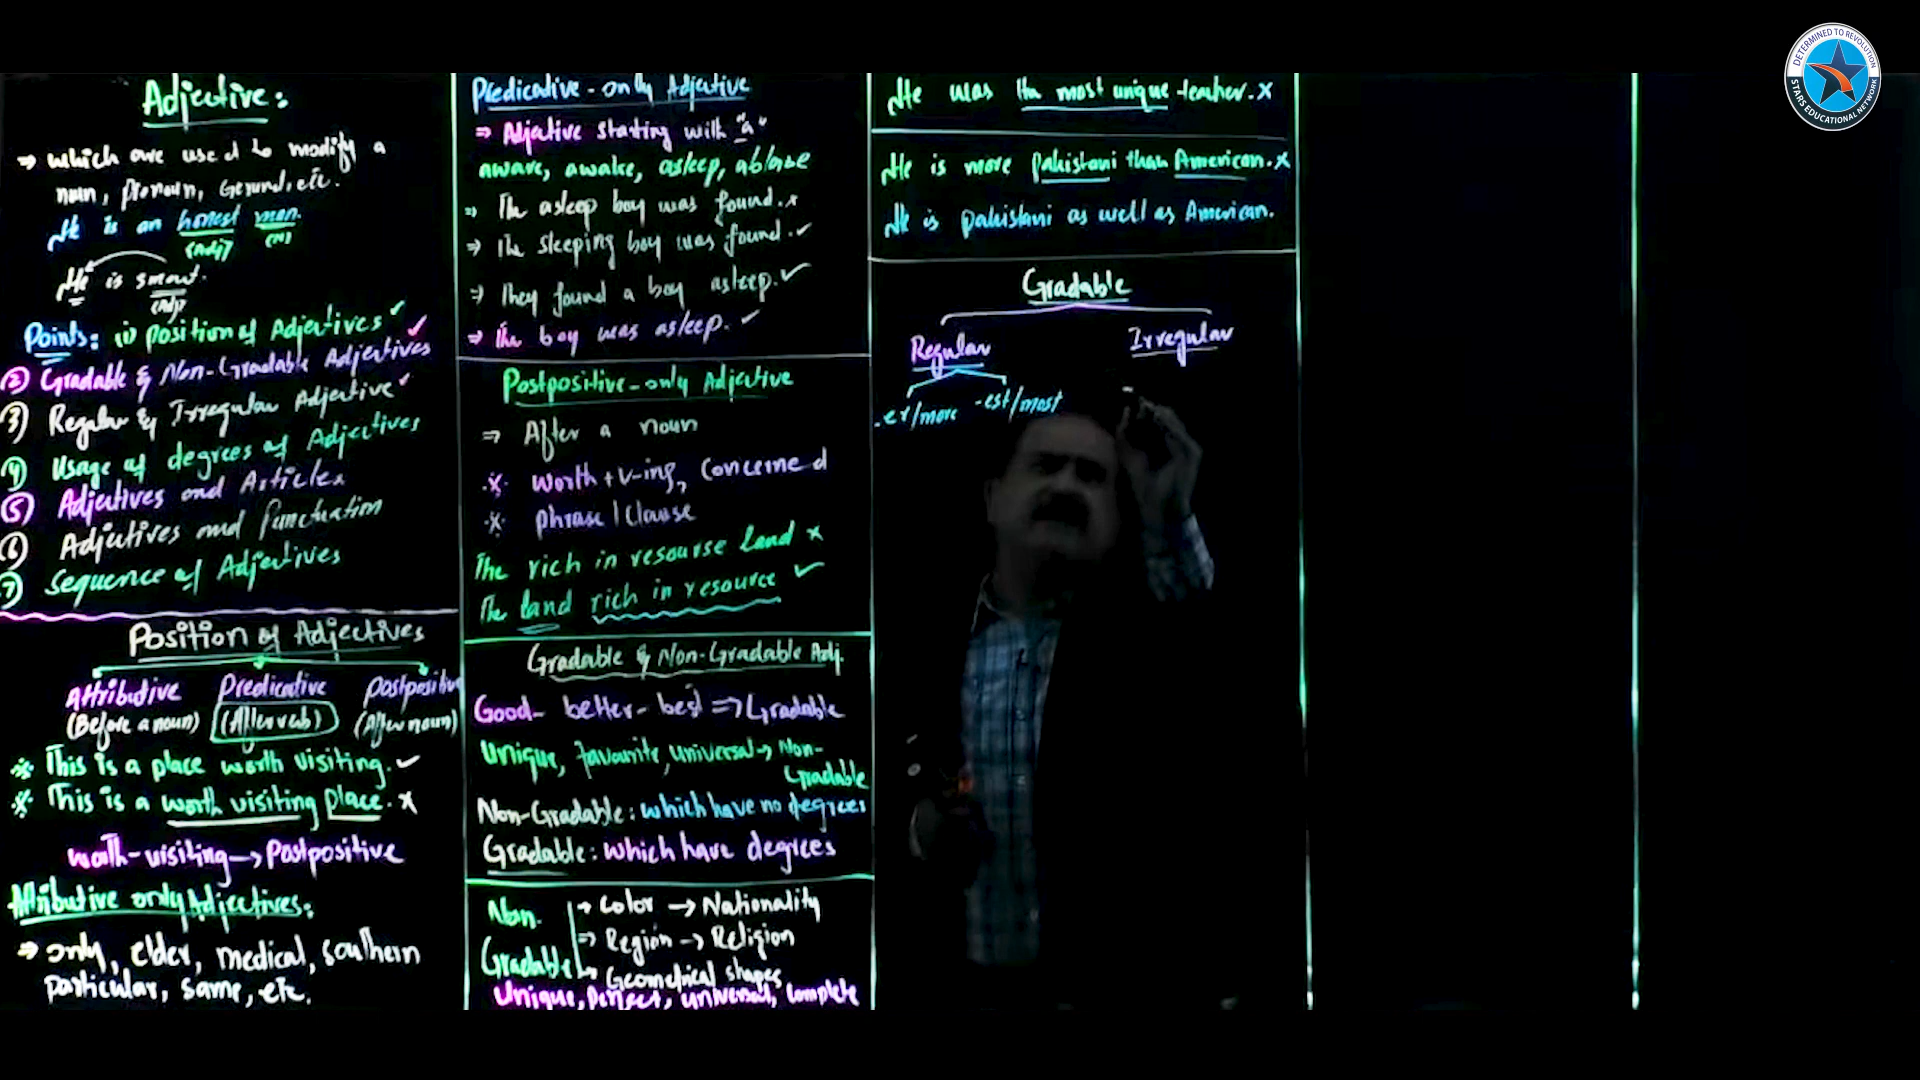 Adjective:
⇒ which are used to modify a
noun, pronoun, Gerund, etc.
He is an honest man.
(Adj) (N)
He is smart.
(Adj)
Points: (1) position of Adjectives ✓
② Gradable & Non-Gradable Adjectives ✓
③ Regular & Irregular Adjective ✓
④ Usage of degrees of Adjectives
⑤ Adjectives and Articles
⑥ Adjectives and Punctuation
⑦ Sequence of Adjectives
Position of Adjectives
Attributive Predicative Postpositive
(Before a noun) (After verb) (After noun)
※ This is a place worth visiting. ✓
※ This is a worth visiting place. x
worth-visiting → Postpositive
Attributive only Adjectives:
⇒ only, elder, medical, southern
particular, same, etc.
Predicative-only Adjective
⇒ Adjective starting with "a"
aware, awake, asleep, ablaze
⇒ The asleep boy was found. x
⇒ The sleeping boy was found. ✓
⇒ They found a boy asleep. ✓
⇒ The boy was asleep. ✓
Postpositive-only Adjective
⇒ After a noun
※ worth + v-ing, concerned
※ phrase / Clause
The rich in resourse land x
The land rich in resource ✓
Gradable & Non-Gradable Adj.
Good- better- best ⇒ Gradable
Unique, favourite, universal → Non-
Gradable
Non-Gradable: which have no degrees
Gradable: which have degrees
Non. → Color → Nationality
⇒ Region → Religion
Gradable → Geometrical shapes
Unique, perfect, universal, complete
He was the most unique teacher. x
He is more pakistani than American. x
He is pakistani as well as American.
Gradable
Regular Irregular
-er/more -est/most
DETERMINED TO REVOLUTION
STARS EDUCATIONAL NETWORK